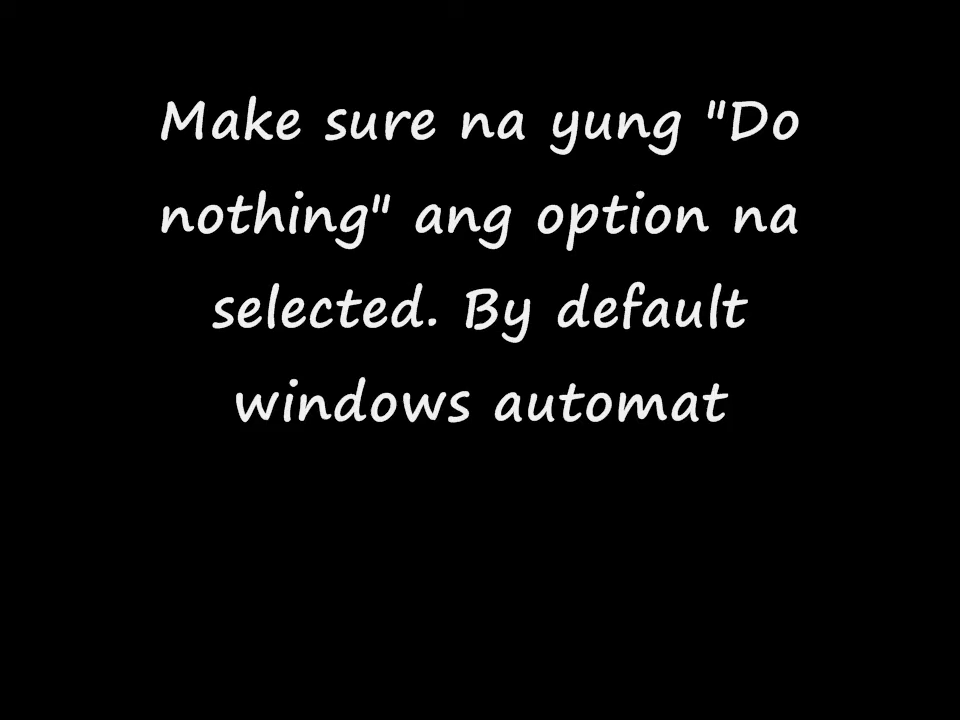 Make sure na yung "Do
nothing" ang option na
selected. By default
windows automat